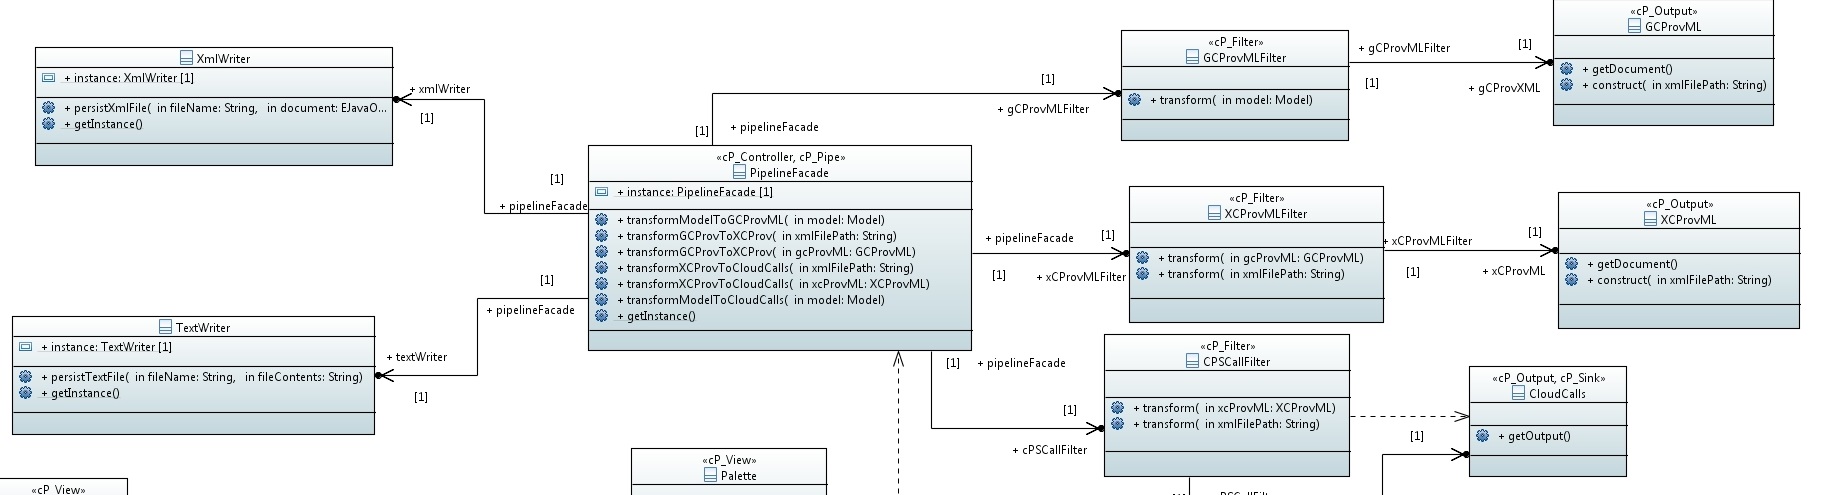 XmlWriter
+ instance: XmlWriter [1]
+ persistXmlFile( in fileName: String, in document: EJavaO...
+ getInstance()
+ xmlWriter
[1]
[1]
+ pipelineFacade
TextWriter
+ instance: TextWriter [1]
+ persistTextFile( in fileName: String, in fileContents: String)
+ getInstance()
+ textWriter
[1]
[1]
+ pipelineFacade
«cP_Controller, cP_Pipe»
PipelineFacade
+ instance: PipelineFacade [1]
+ transformModelToGCProvML( in model: Model)
+ transformGCProvToXCProv( in xmlFilePath: String)
+ transformGCProvToXCProv( in gcProvML: GCProvML)
+ transformXCProvToCloudCalls( in xmlFilePath: String)
+ transformXCProvToCloudCalls( in xcProvML: XCProvML)
+ transformModelToCloudCalls( in model: Model)
+ getInstance()
[1]
+ pipelineFacade
[1]
+ gCProvMLFilter
«cP_Filter»
GCProvMLFilter
+ transform( in model: Model)
+ gCProvMLFilter
[1]
[1]
+ gCProvXML
«cP_Output»
GCProvML
+ getDocument()
+ construct( in xmlFilePath: String)
+ pipelineFacade
[1]
[1]
+ xCProvMLFilter
«cP_Filter»
XCProvMLFilter
+ transform( in gcProvML: GCProvML)
+ transform( in xmlFilePath: String)
+ xCProvMLFilter
[1]
[1]
+ xCProvML
«cP_Output»
XCProvML
+ getDocument()
+ construct( in xmlFilePath: String)
[1]
+ pipelineFacade
[1]
+ cPSCallFilter
«cP_Filter»
CPSCallFilter
+ transform( in xcProvML: XCProvML)
+ transform( in xmlFilePath: String)
«cP_Output, cP_Sink»
CloudCalls
+ getOutput()
[1]
«cP_View»
Palette
«cP_View»